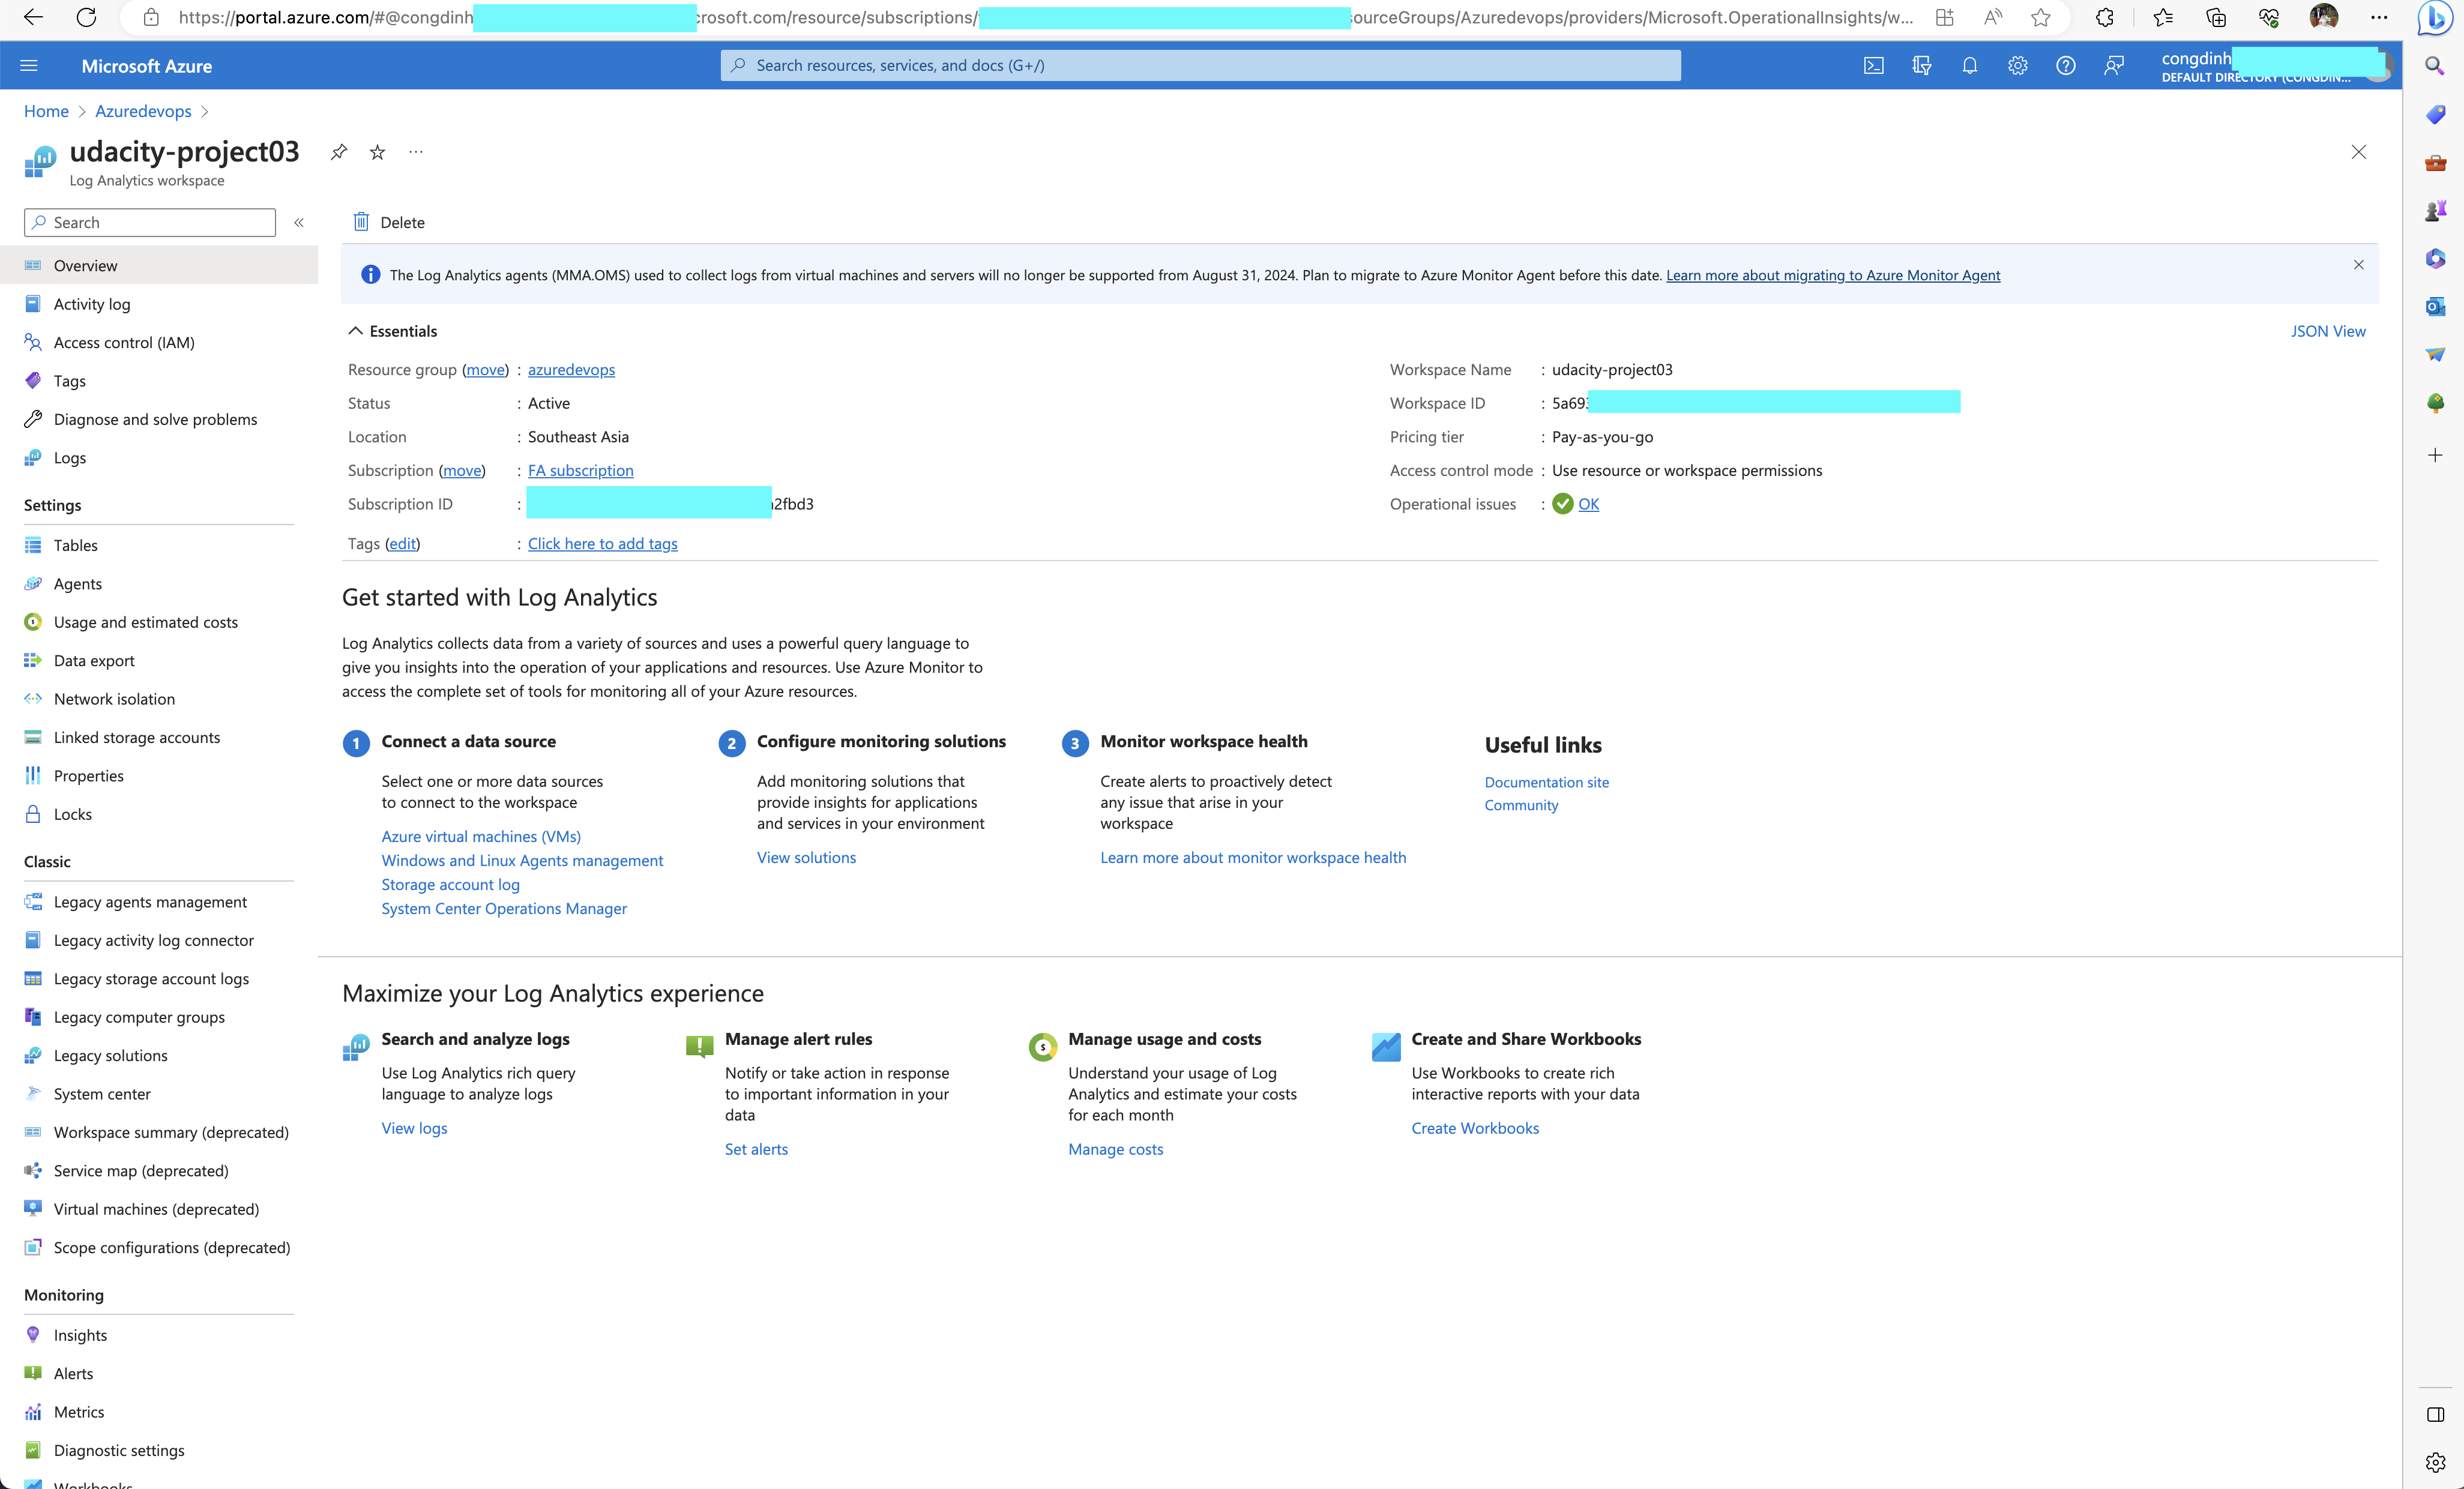 https://portal.azure.com/#@congdinh crosoft.com/resource/subscriptions/ sourceGroups/Azuredevops/providers/Microsoft.OperationalInsights/w...
Microsoft Azure
Search resources, services, and docs (G+/)
congdinh
DEFAULT DIRECTORY (CONGDIN...
Home > Azuredevops >
udacity-project03
Log Analytics workspace
Search
Delete
Overview
Activity log
Access control (IAM)
Tags
Diagnose and solve problems
Logs
Settings
Tables
Agents
Usage and estimated costs
Data export
Network isolation
Linked storage accounts
Properties
Locks
Classic
Legacy agents management
Legacy activity log connector
Legacy storage account logs
Legacy computer groups
Legacy solutions
System center
Workspace summary (deprecated)
Service map (deprecated)
Virtual machines (deprecated)
Scope configurations (deprecated)
Monitoring
Insights
Alerts
Metrics
Diagnostic settings
Workbooks
The Log Analytics agents (MMA.OMS) used to collect logs from virtual machines and servers will no longer be supported from August 31, 2024. Plan to migrate to Azure Monitor Agent before this date. Learn more about migrating to Azure Monitor Agent
Essentials
JSON View
Resource group (move) : azuredevops
Status : Active
Location : Southeast Asia
Subscription (move) : FA subscription
Subscription ID : 2fbd3
Tags (edit) : Click here to add tags
Workspace Name : udacity-project03
Workspace ID : 5a693
Pricing tier : Pay-as-you-go
Access control mode : Use resource or workspace permissions
Operational issues : OK
Get started with Log Analytics
Log Analytics collects data from a variety of sources and uses a powerful query language to
give you insights into the operation of your applications and resources. Use Azure Monitor to
access the complete set of tools for monitoring all of your Azure resources.
1 Connect a data source
Select one or more data sources
to connect to the workspace
Azure virtual machines (VMs)
Windows and Linux Agents management
Storage account log
System Center Operations Manager
2 Configure monitoring solutions
Add monitoring solutions that
provide insights for applications
and services in your environment
View solutions
3 Monitor workspace health
Create alerts to proactively detect
any issue that arise in your
workspace
Learn more about monitor workspace health
Useful links
Documentation site
Community
Maximize your Log Analytics experience
Search and analyze logs
Use Log Analytics rich query
language to analyze logs
View logs
Manage alert rules
Notify or take action in response
to important information in your
data
Set alerts
Manage usage and costs
Understand your usage of Log
Analytics and estimate your costs
for each month
Manage costs
Create and Share Workbooks
Use Workbooks to create rich
interactive reports with your data
Create Workbooks